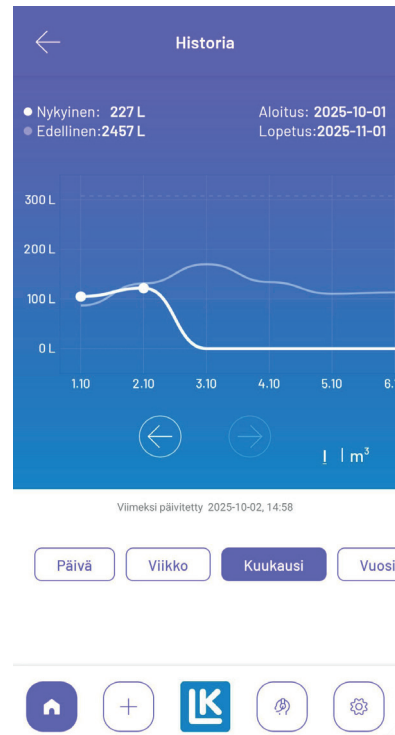 Historia
Nykyinen: 227 L
Aloitus: 2025-10-01
Edellinen:2457 L
Lopetus:2025-11-01
300 L
200 L
100 L
0 L
1.10 2.10 3.10 4.10 5.10 6.
l | m³
Viimeksi päivitetty 2025-10-02, 14:58
Päivä Viikko Kuukausi Vuosi
LK